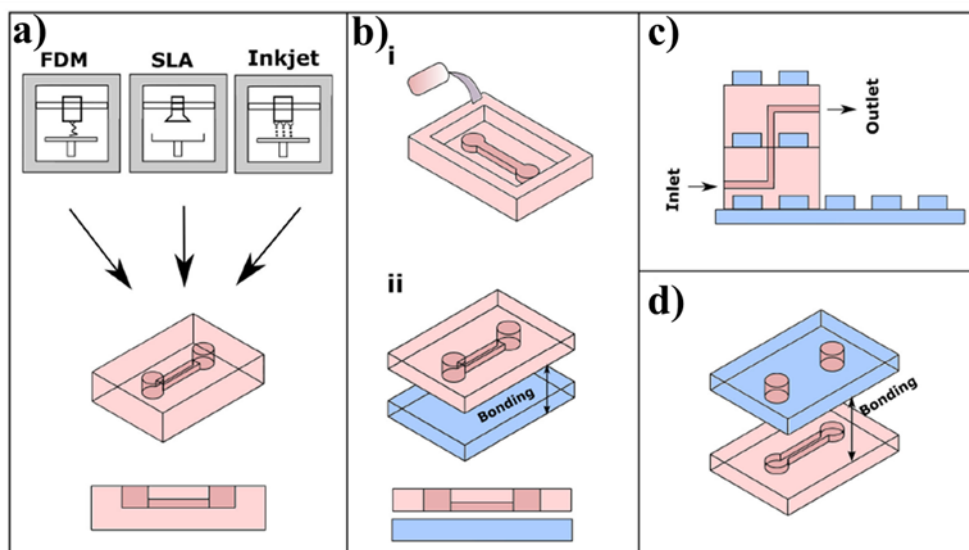 a)
FDM
SLA
Inkjet
b)
i
ii
Bonding
c)
Inlet
Outlet
d)
Bonding